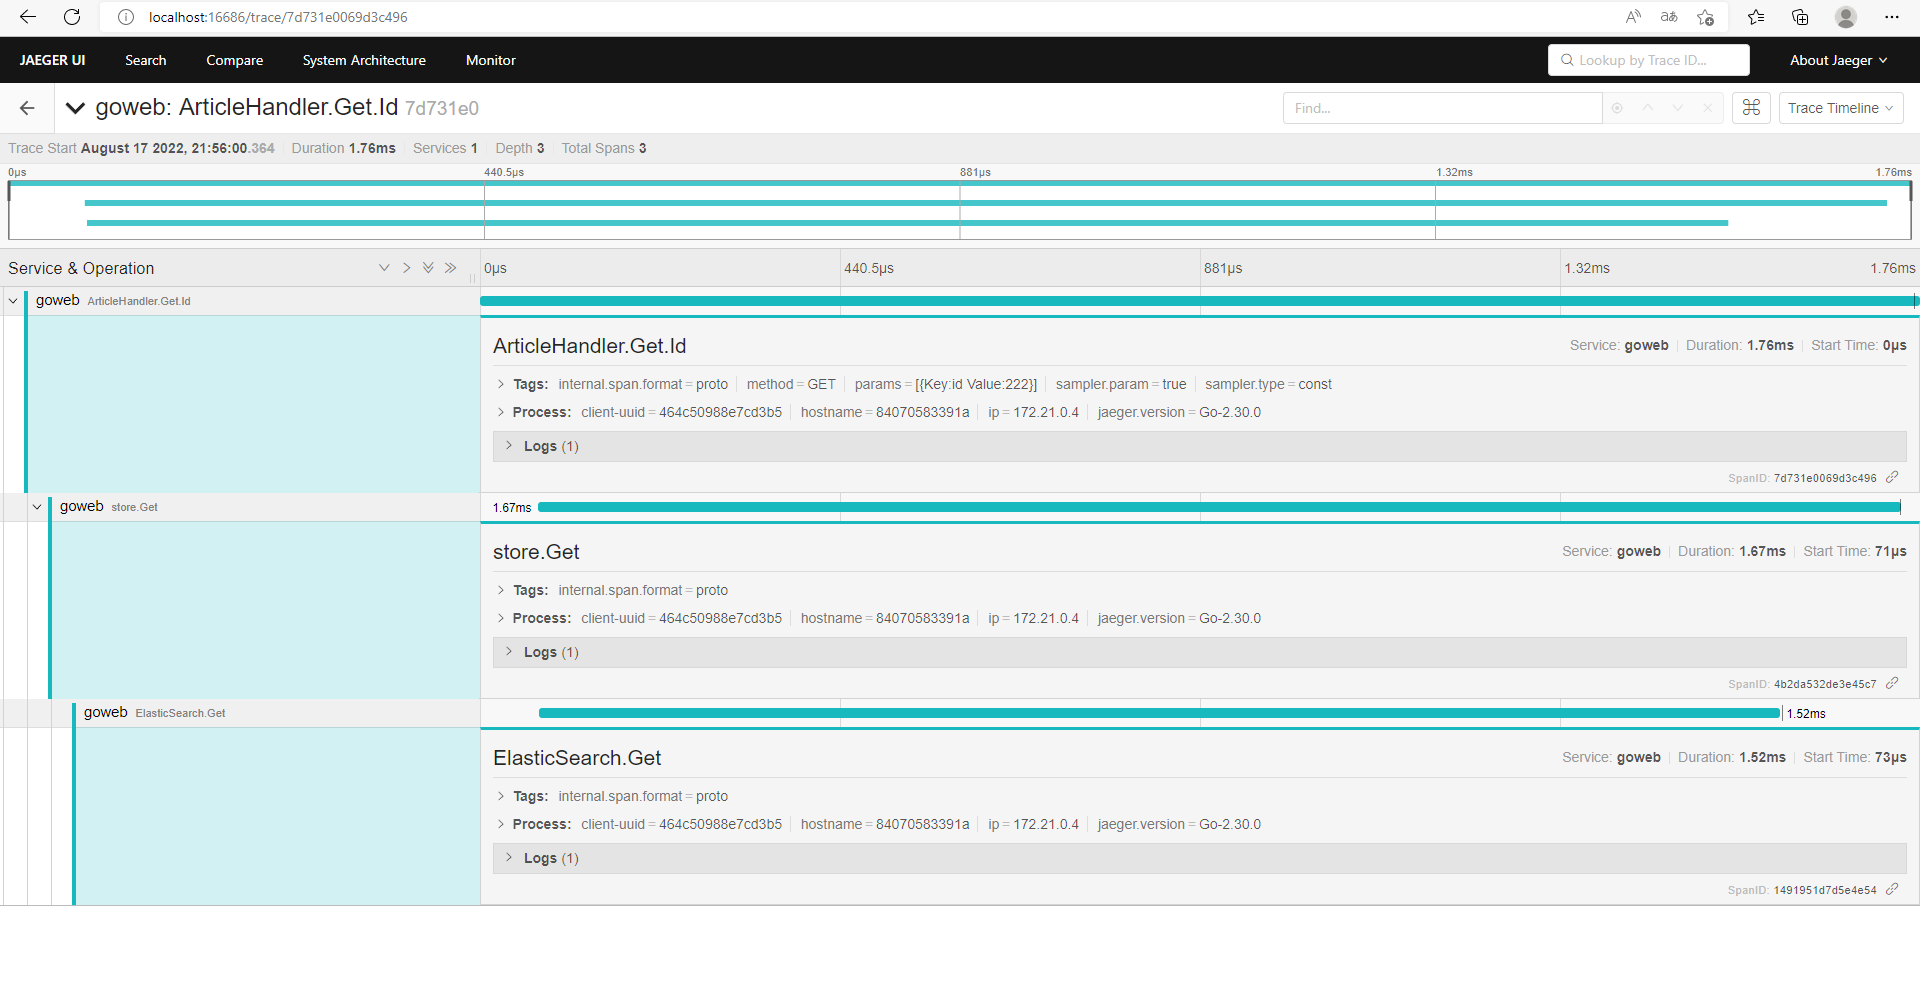 localhost:16686/trace/7d731e0069d3c496
JAEGER UI Search Compare System Architecture Monitor Lookup by Trace ID... About Jaeger
goweb: ArticleHandler.Get.Id 7d731e0 Find... Trace Timeline
Trace Start August 17 2022, 21:56:00.364 Duration 1.76ms Services 1 Depth 3 Total Spans 3
0μs 440.5μs 881μs 1.32ms 1.76ms
Service & Operation 0μs 440.5μs 881μs 1.32ms 1.76ms
goweb ArticleHandler.Get.Id
ArticleHandler.Get.Id Service: goweb Duration: 1.76ms Start Time: 0μs
Tags: internal.span.format = proto method = GET params = [{Key:id Value:222}] sampler.param = true sampler.type = const
Process: client-uuid = 464c50988e7cd3b5 hostname = 84070583391a ip = 172.21.0.4 jaeger.version = Go-2.30.0
Logs (1)
SpanID: 7d731e0069d3c496
goweb store.Get 1.67ms
store.Get Service: goweb Duration: 1.67ms Start Time: 71μs
Tags: internal.span.format = proto
Process: client-uuid = 464c50988e7cd3b5 hostname = 84070583391a ip = 172.21.0.4 jaeger.version = Go-2.30.0
Logs (1)
SpanID: 4b2da532de3e45c7
goweb ElasticSearch.Get 1.52ms
ElasticSearch.Get Service: goweb Duration: 1.52ms Start Time: 73μs
Tags: internal.span.format = proto
Process: client-uuid = 464c50988e7cd3b5 hostname = 84070583391a ip = 172.21.0.4 jaeger.version = Go-2.30.0
Logs (1)
SpanID: 1491951d7d5e4e54